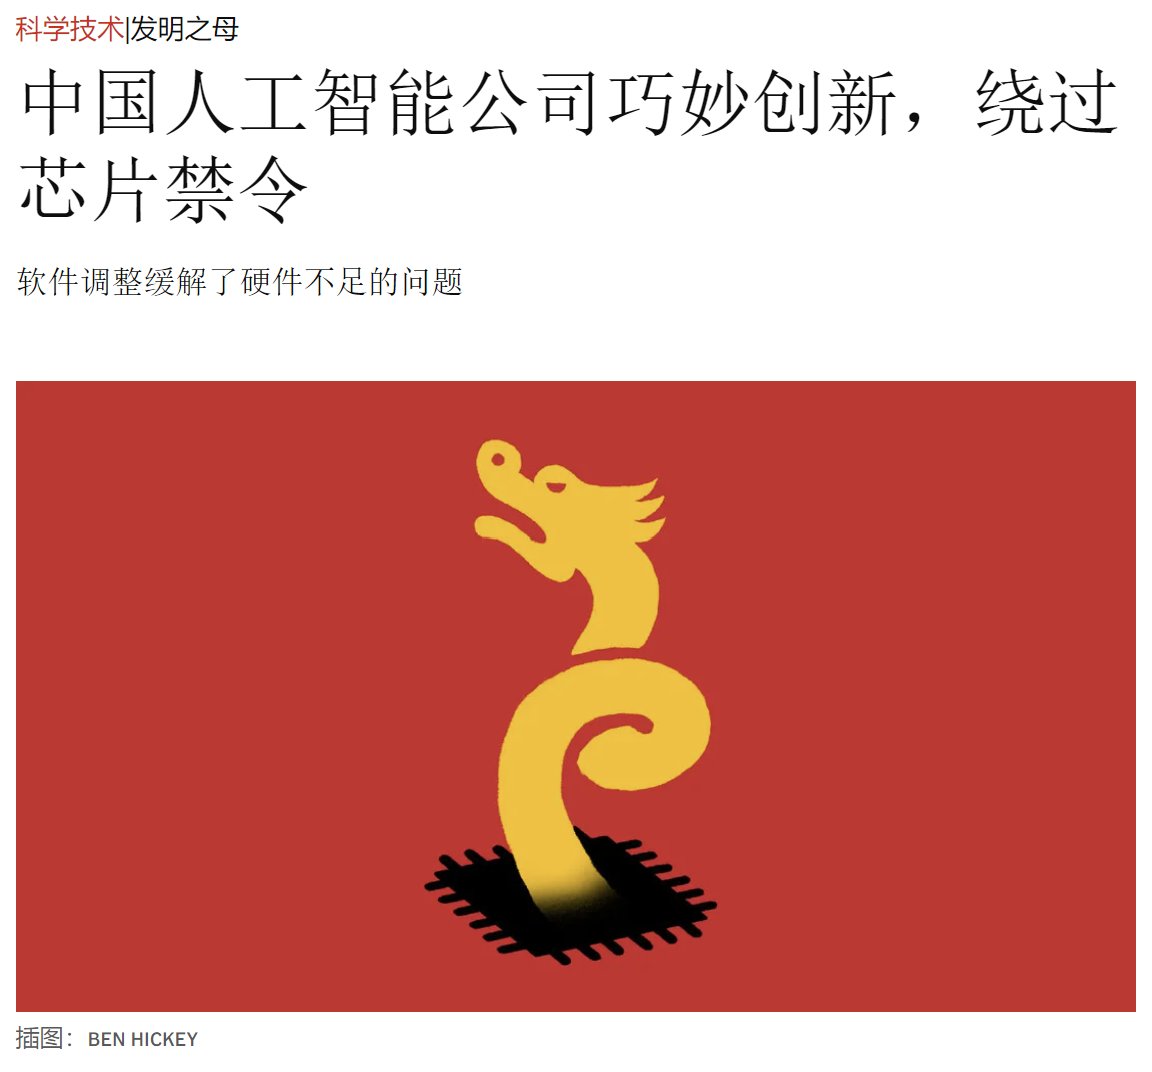 科学技术|发明之母
中国人工智能公司巧妙创新，绕过
芯片禁令
软件调整缓解了硬件不足的问题
插图：BEN HICKEY